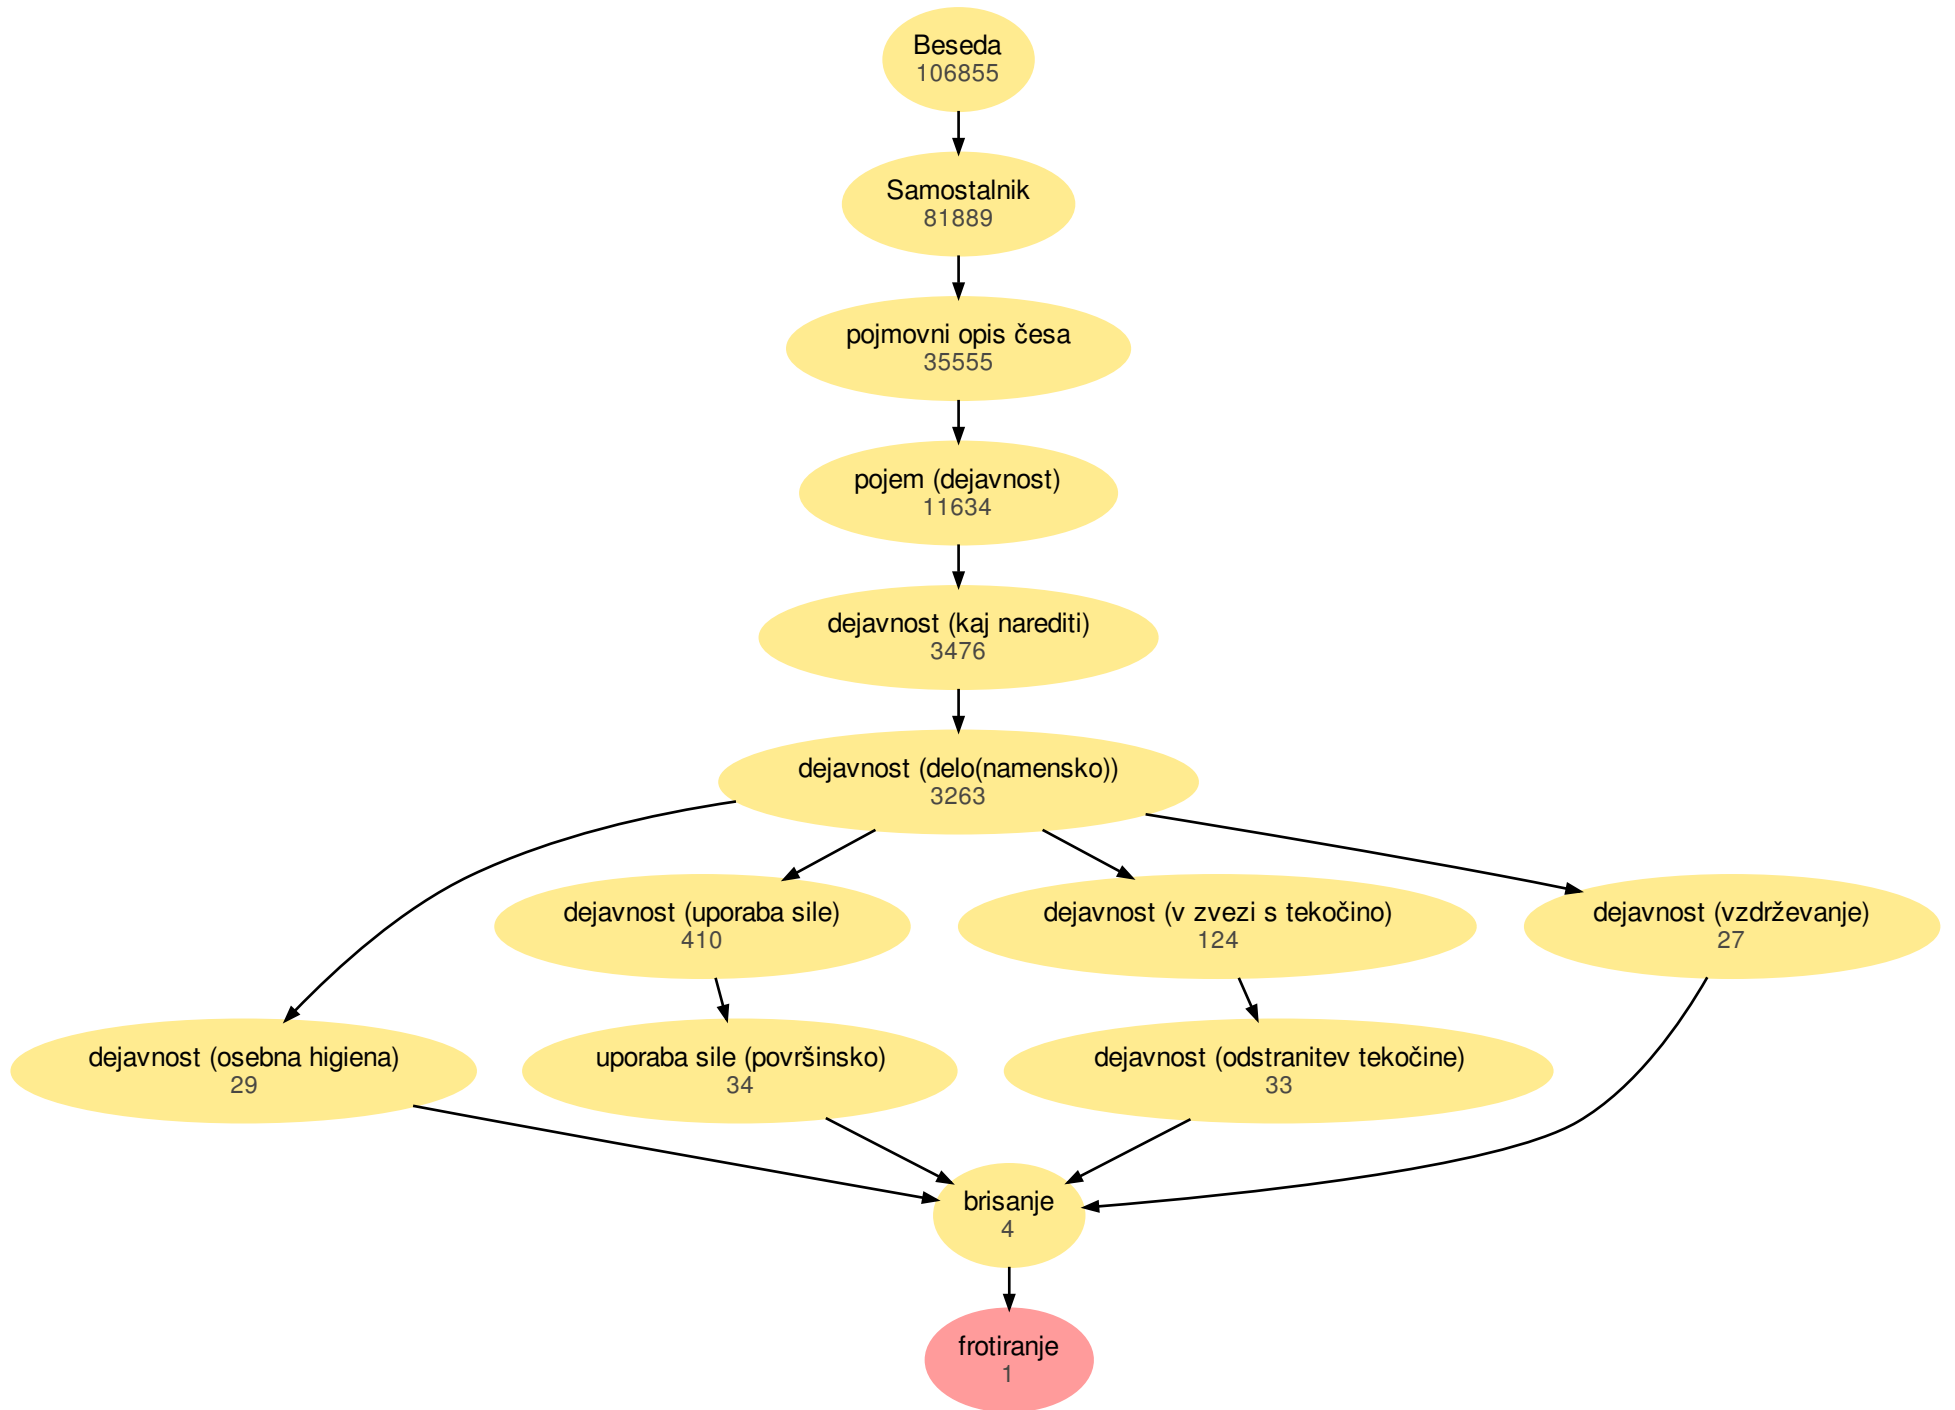 Beseda
106855
Samostalnik
81889
pojmovni opis česa
35555
pojem (dejavnost)
11634
dejavnost (kaj narediti)
3476
dejavnost (delo(namensko))
3263
dejavnost (uporaba sile)
410
dejavnost (v zvezi s tekočino)
124
dejavnost (vzdrževanje)
27
dejavnost (osebna higiena)
29
uporaba sile (površinsko)
34
dejavnost (odstranitev tekočine)
33
brisanje
4
frotiranje
1